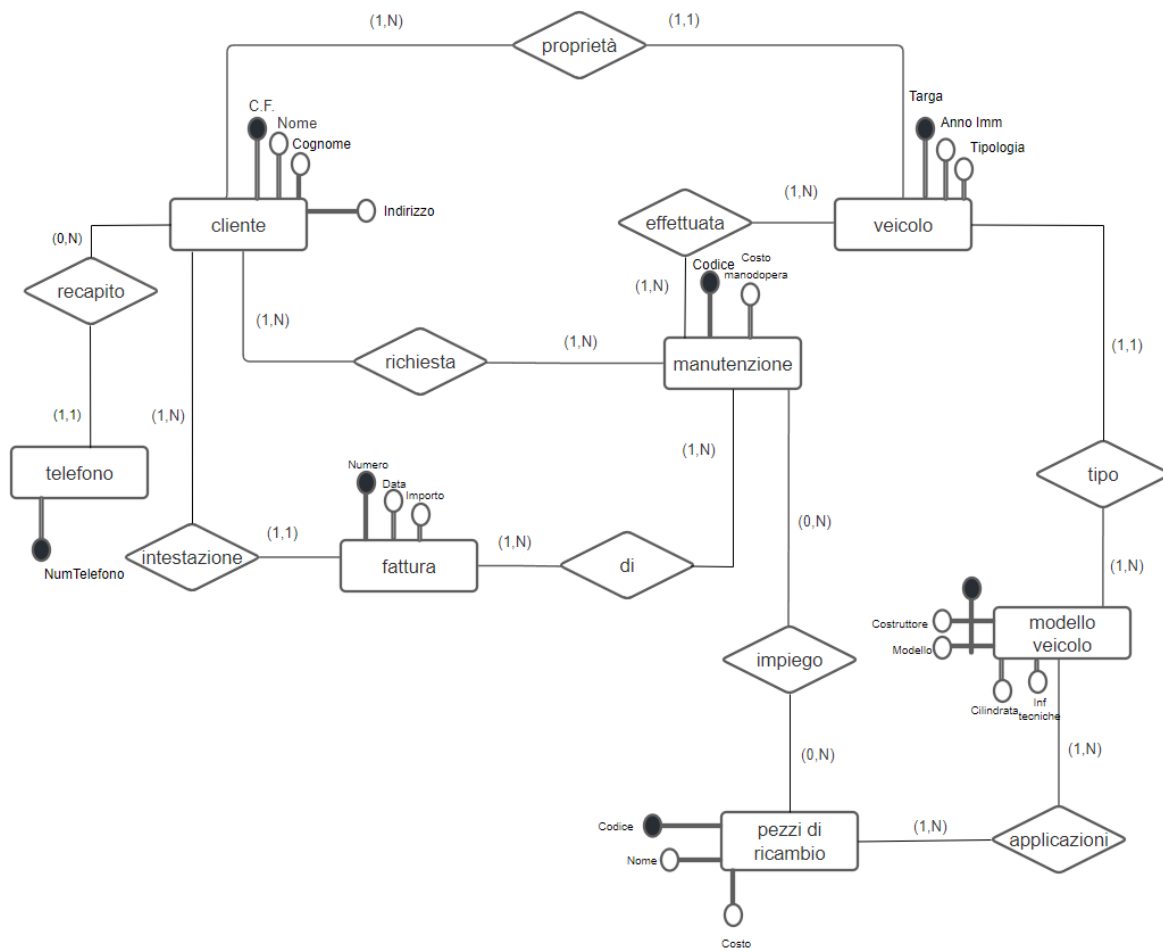 (1,N)
proprietà
(1,1)
C.F.
Nome
Cognome
Indirizzo
cliente
Targa
Anno Imm
Tipologia
veicolo
(1,N)
effettuata
(1,N)
(0,N)
recapito
(1,1)
telefono
NumTelefono
Codice
Costo
manodopera
manutenzione
(1,N)
richiesta
(1,N)
(1,N)
intestazione
(1,1)
Numero
Data
Importo
fattura
(1,N)
di
(1,N)
(1,1)
tipo
(1,N)
Costruttore
Modello
modello
veicolo
Cilindrata
Inf
tecniche
(0,N)
impiego
(0,N)
(1,N)
applicazioni
(1,N)
Codice
Nome
Costo
pezzi di
ricambio